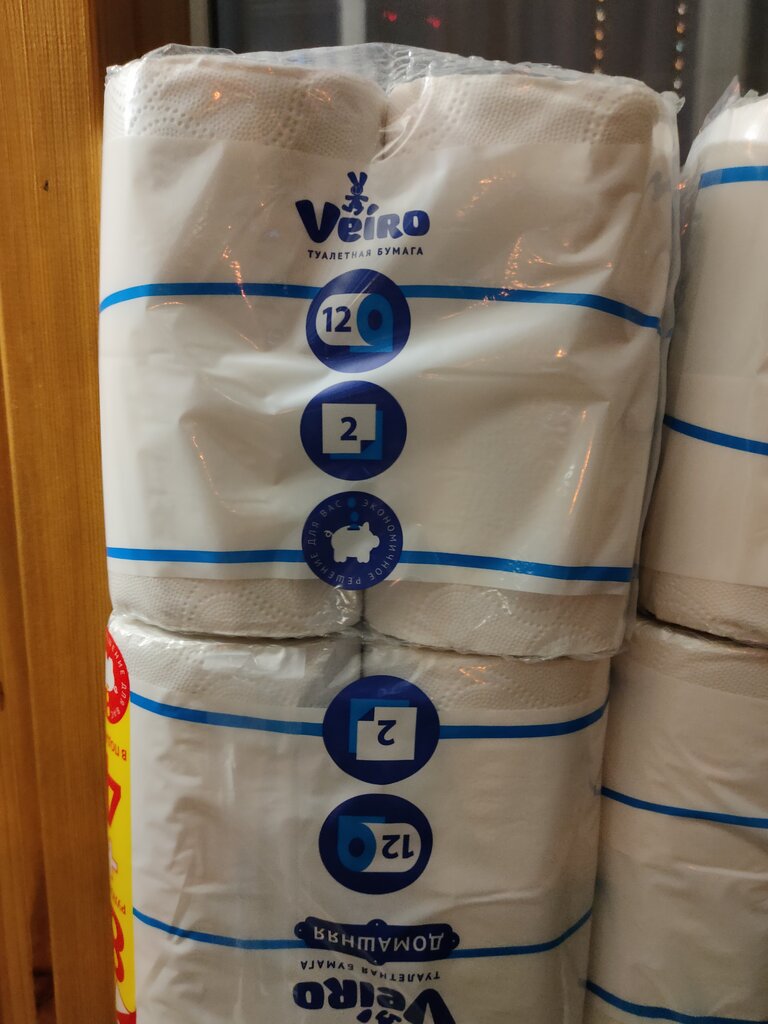 Veiro
ТУАЛЕТНАЯ БУМАГА
12
2
ЭКОНОМИЧНОЕ РЕШЕНИЕ ДЛЯ ВАС
2
12
ДОМАШНЯЯ
ТУАЛЕТНАЯ БУМАГА
Veiro